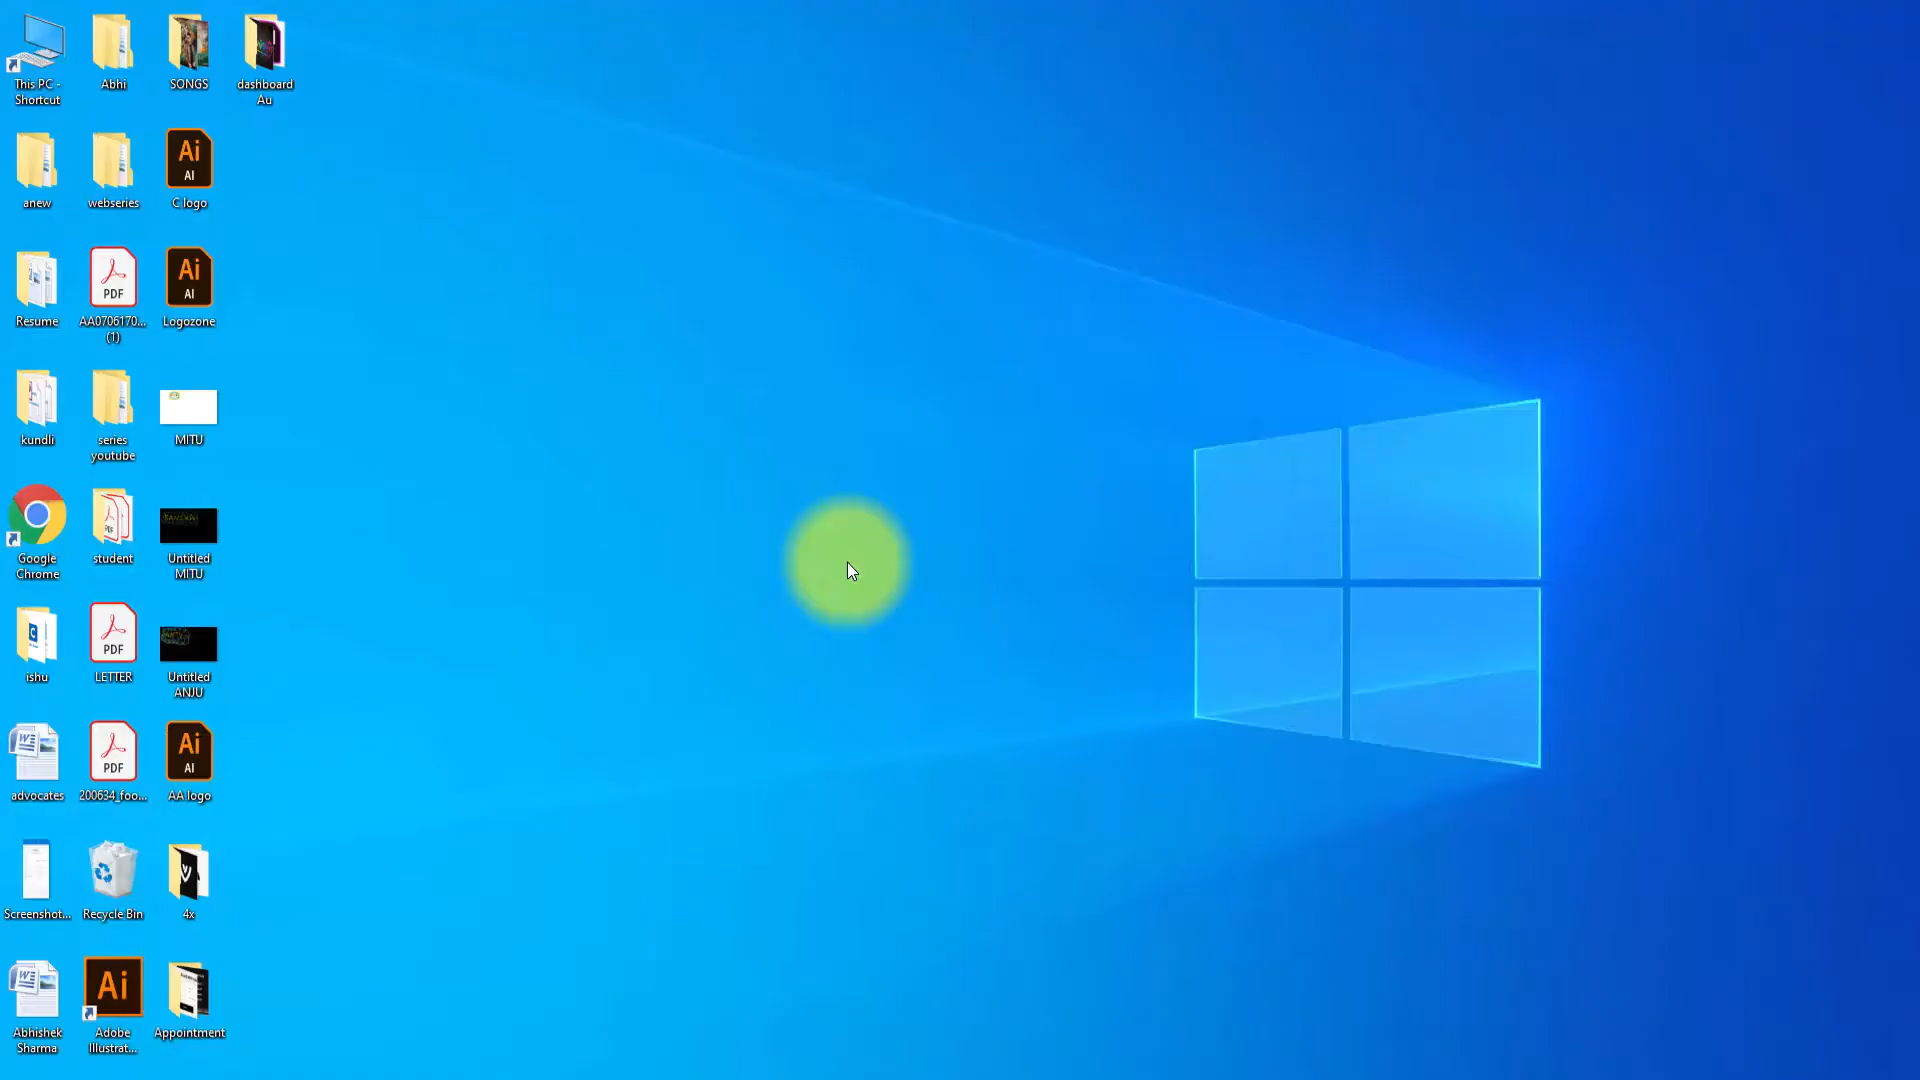 This PC -
Shortcut
Abhi
SONGS
dashboard
Au
anew
webseries
Ai
AI
C logo
Resume
PDF
AA0706170...
(1)
Ai
AI
Logozone
kundli
series
youtube
MITU
Google
Chrome
PDF
student
Untitled
MITU
ishu
PDF
LETTER
Untitled
ANJU
advocates
PDF
200634_foo...
Ai
AI
AA logo
Screenshot...
Recycle Bin
4x
Abhishek
Sharma
Ai
Adobe
Illustrat...
Appointment